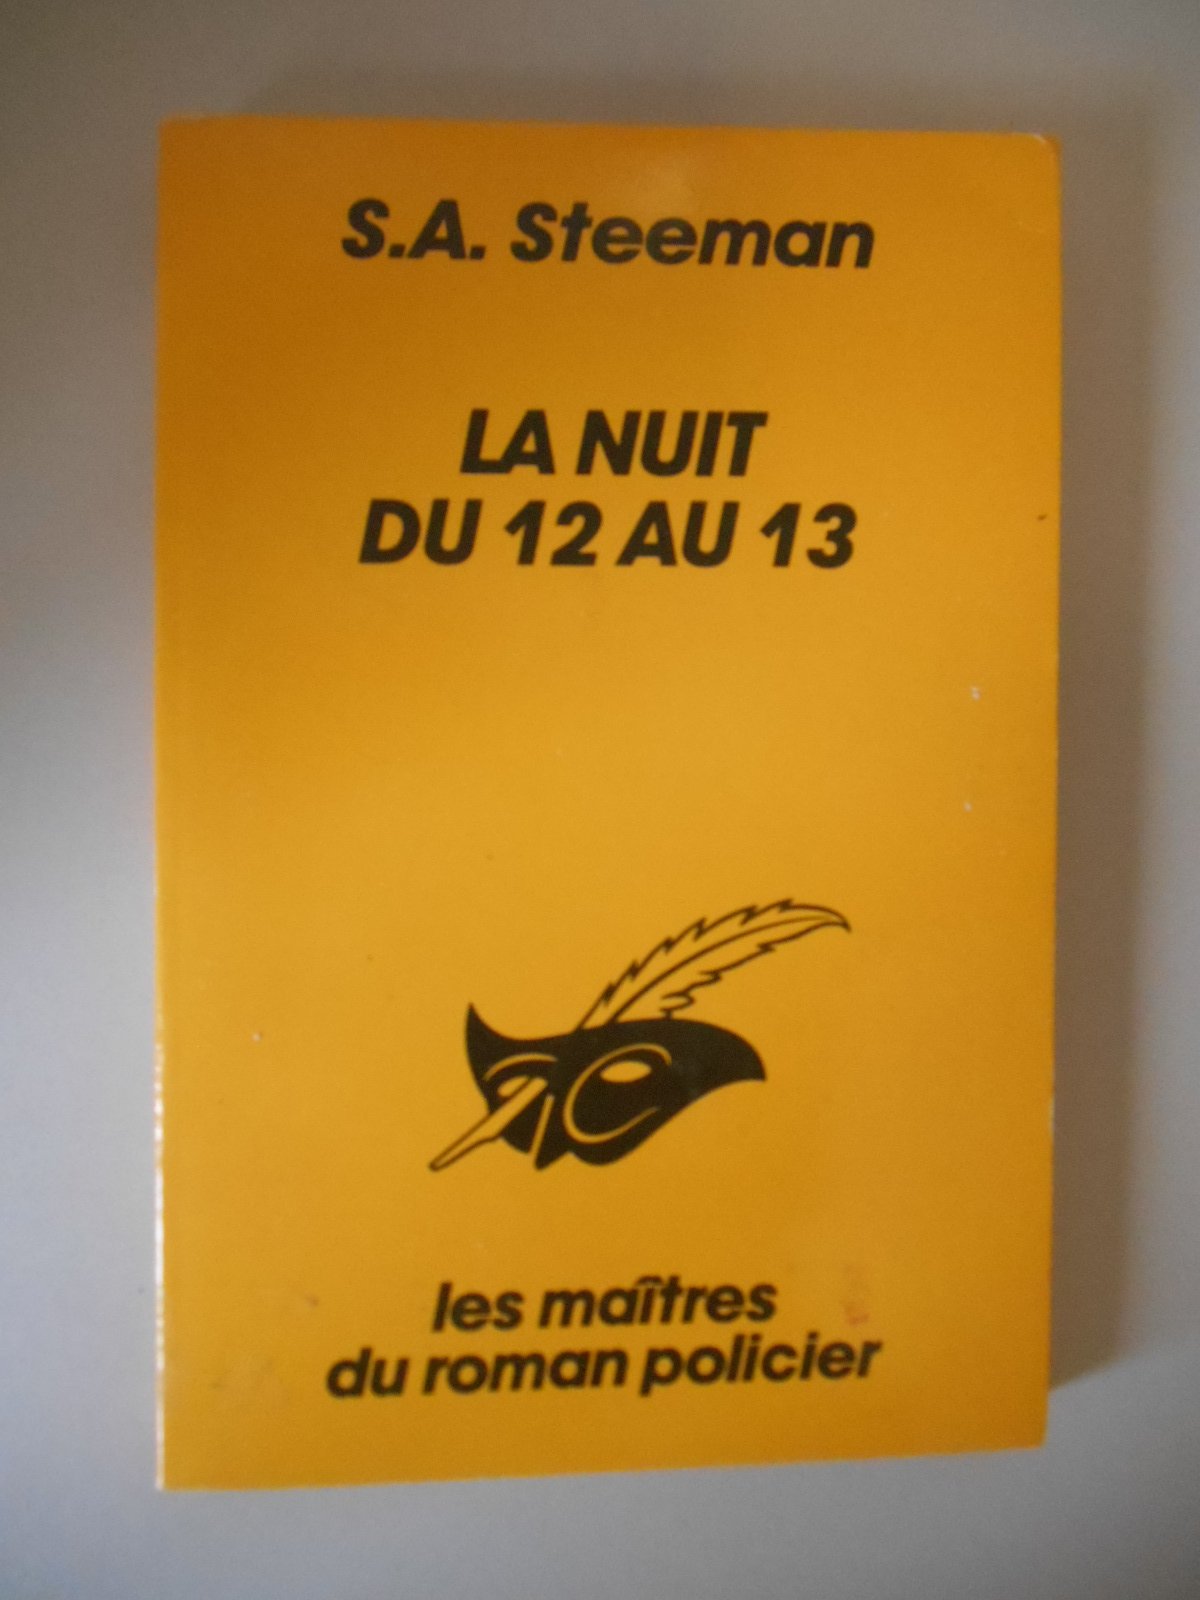 S.A. Steeman
LA NUIT
DU 12 AU 13
les maîtres
du roman policier